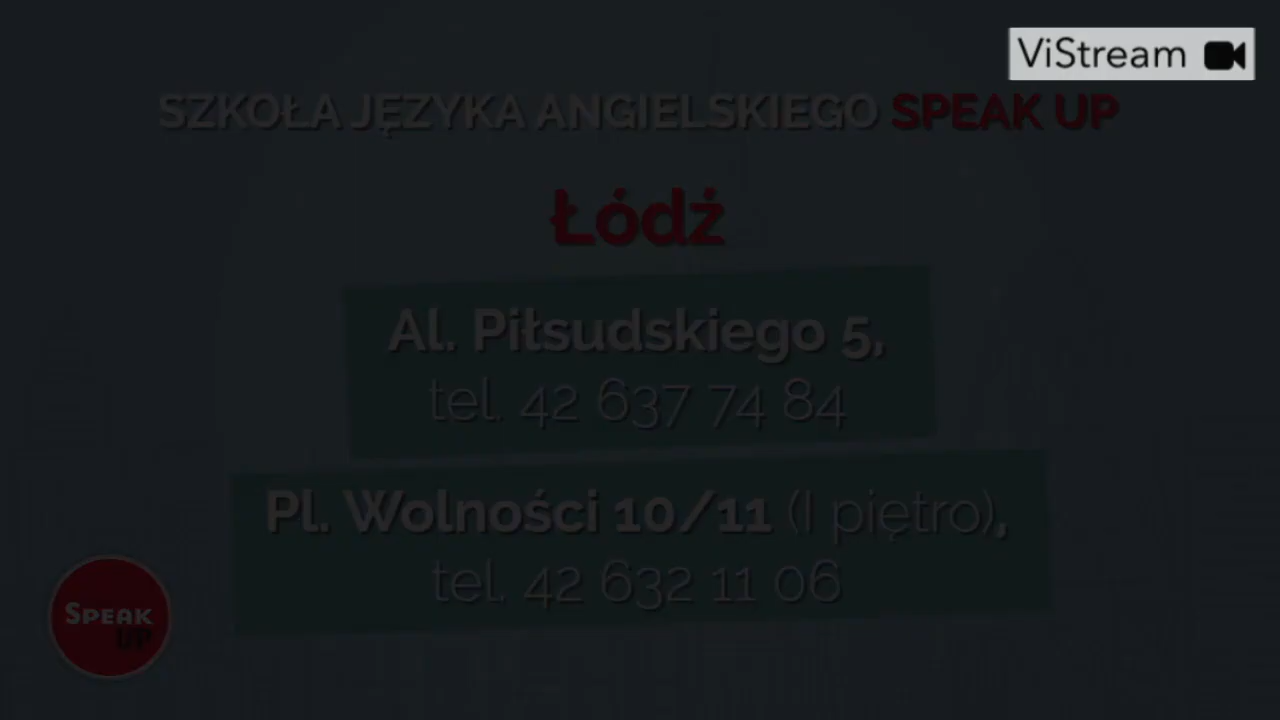 ViStream
SZKOŁA JĘZYKA ANGIELSKIEGO SPEAK UP
Łódź
Al. Piłsudskiego 5,
tel. 42 637 74 84
Pl. Wolności 10/11 (I piętro),
tel. 42 632 11 06
SPEAK
UP